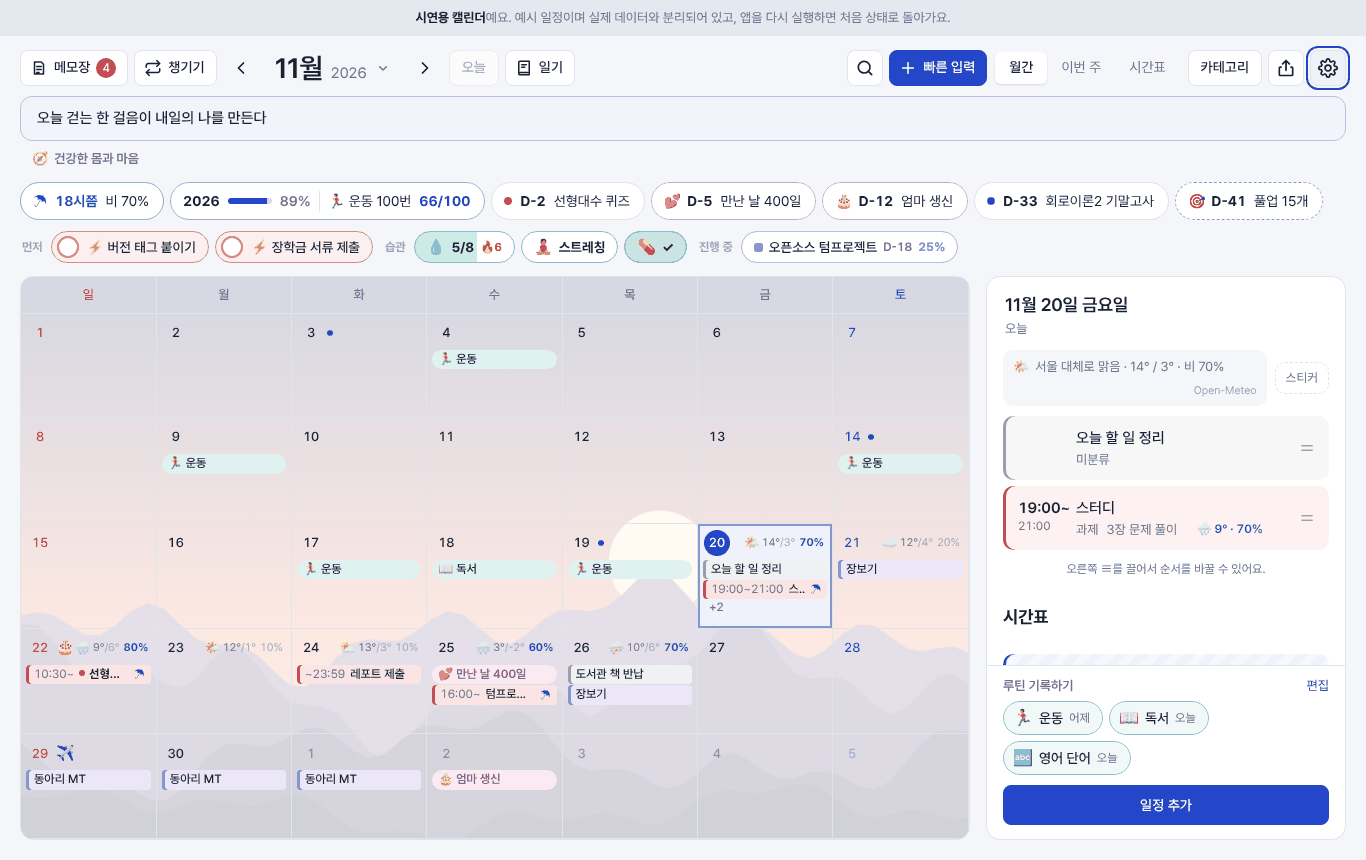 시연용 캘린더예요. 예시 일정이며 실제 데이터와 분리되어 있고, 앱을 다시 실행하면 처음 상태로 돌아가요.
메모장 4 챙기기 11월 2026 오늘 일기 빠른 입력 월간 이번 주 시간표 카테고리
오늘 걷는 한 걸음이 내일의 나를 만든다
건강한 몸과 마음
18시쯤 비 70% 2026 89% 운동 100번 66/100 D-2 선형대수 퀴즈 D-5 만난 날 400일 D-12 엄마 생신 D-33 회로이론2 기말고사 D-41 풀업 15개
먼저 버전 태그 붙이기 장학금 서류 제출 습관 5/8 6 스트레칭 진행 중 오픈소스 텀프로젝트 D-18 25%
일 월 화 수 목 금 토
1 2 3 4 5 6 7
운동
8 9 10 11 12 13 14
운동 운동
15 16 17 18 19 20 14°/3° 70% 21 12°/4° 20%
운동 독서 운동 오늘 할 일 정리 장보기
19:00~21:00 스..
+2
22 9°/6° 80% 23 12°/1° 10% 24 13°/3° 10% 25 3°/-2° 60% 26 10°/6° 70% 27 28
10:30~ 선형... ~23:59 레포트 제출 만난 날 400일 도서관 책 반납
16:00~ 텀프로... 장보기
29 30 1 2 3 4 5
동아리 MT 동아리 MT 동아리 MT 엄마 생신
11월 20일 금요일
오늘
서울 대체로 맑음 · 14° / 3° · 비 70%
Open-Meteo
스티커
오늘 할 일 정리
미분류
19:00~ 스터디
21:00 과제 3장 문제 풀이 9° · 70%
오른쪽 ≡를 끌어서 순서를 바꿀 수 있어요.
시간표
루틴 기록하기 편집
운동 어제 독서 오늘
abc 영어 단어 오늘
일정 추가